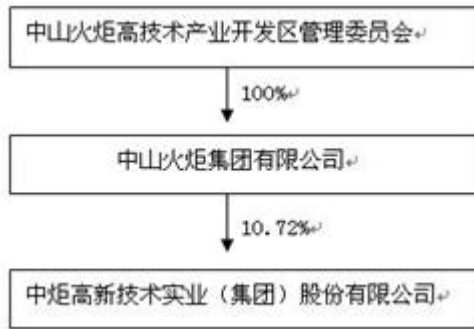 中山火炬高技术产业开发区管理委员会
100%
中山火炬集团有限公司
10.72%
中炬高新技术实业（集团）股份有限公司